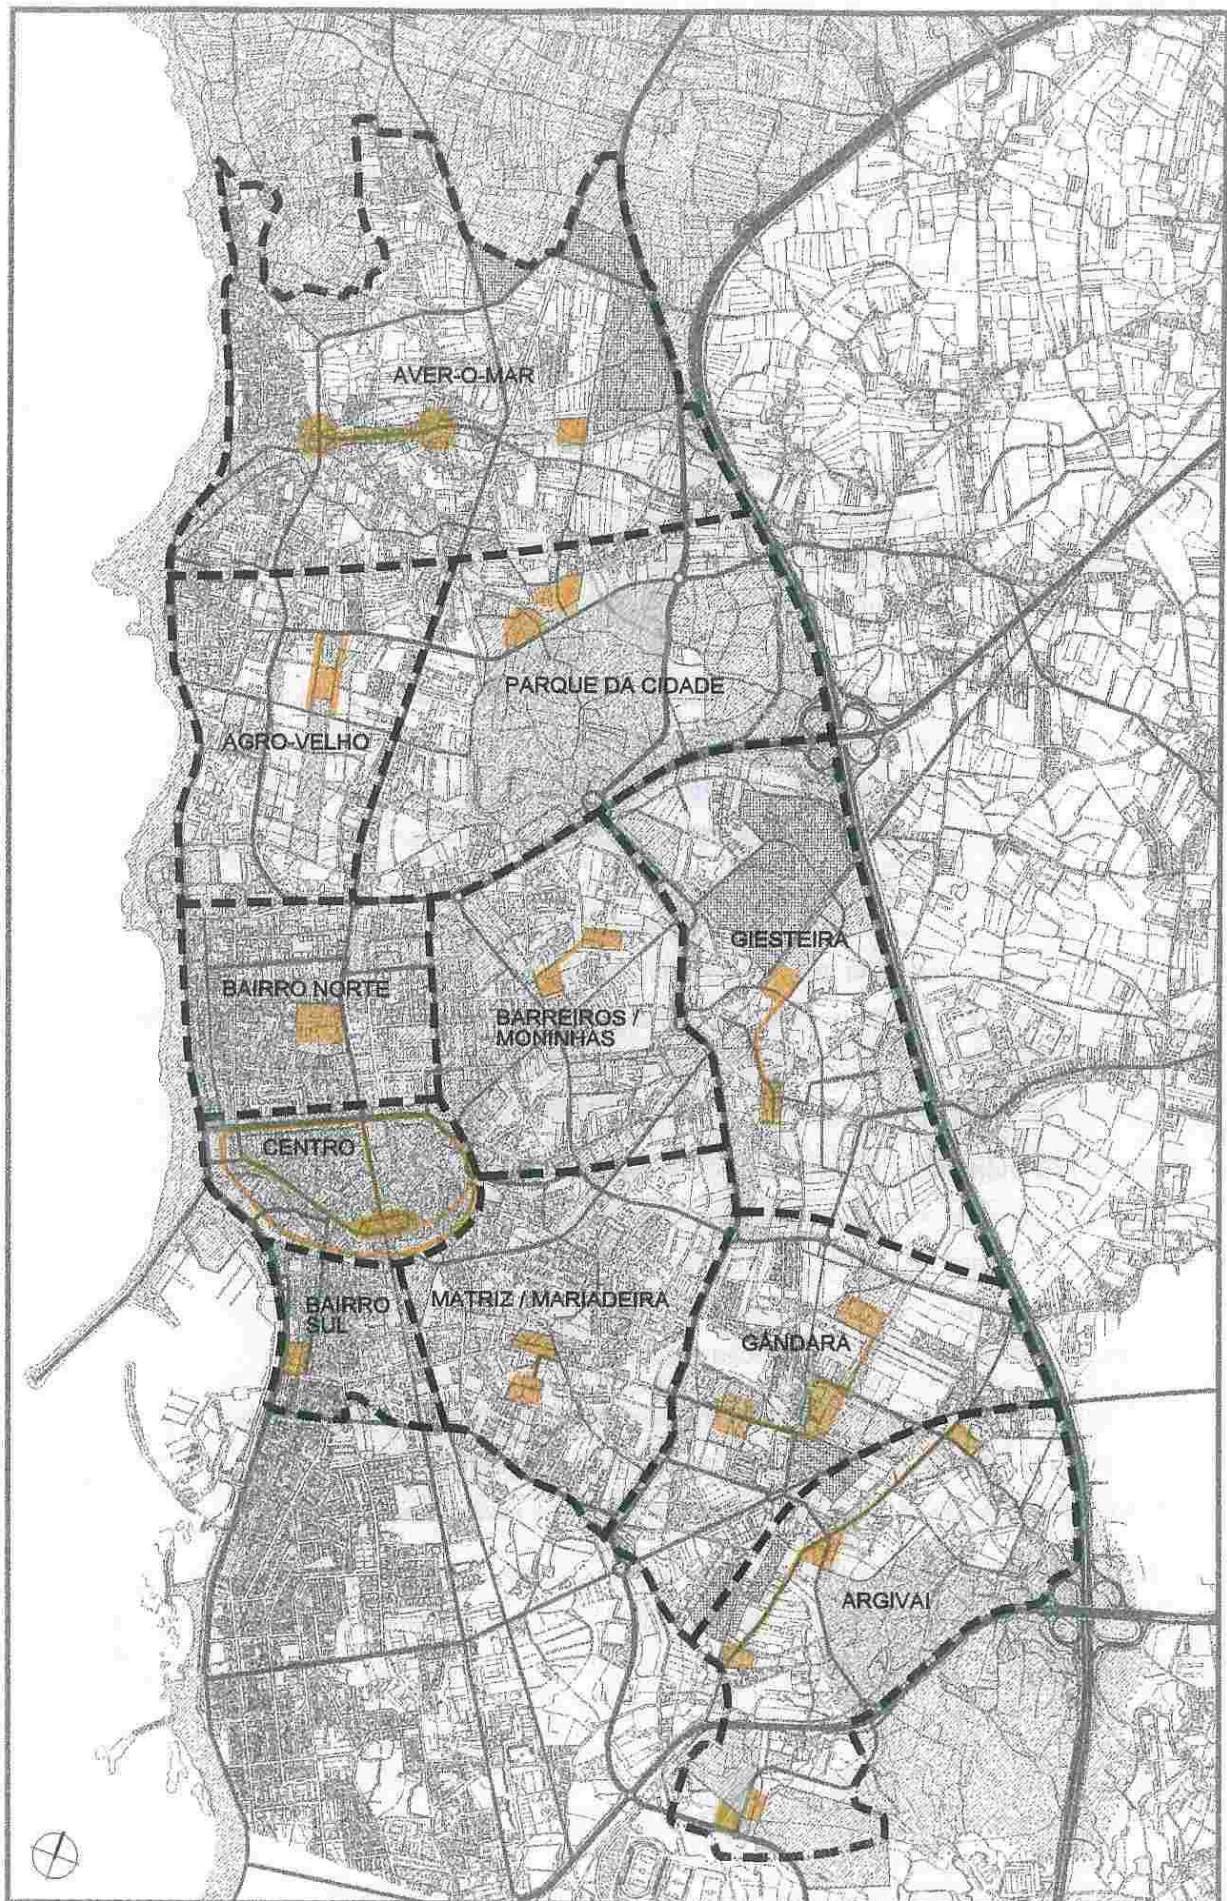 AVER-O-MAR
PARQUE DA CIDADE
AGRO-VELHO
GIESTEIRA
BAIRRO NORTE
BARREIROS /
MONINHAS
CENTRO
MATRIZ / MARIADEIRA
BAIRRO
SUL
GÂNDARA
ARGIVAI